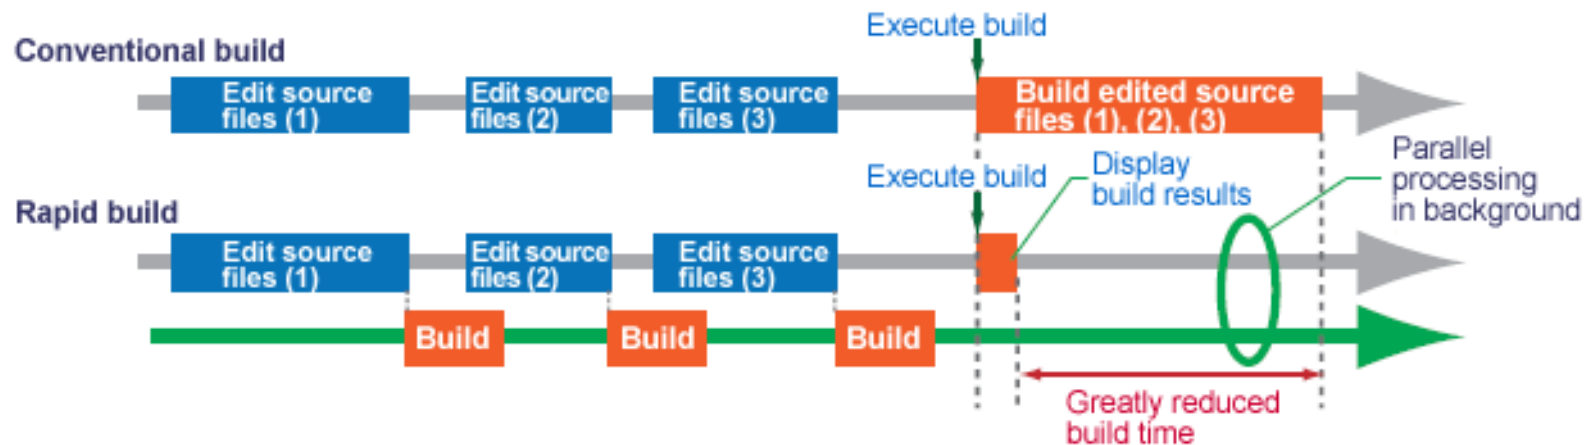 Execute build
Conventional build
Edit source
files (1)
Edit source
files (2)
Edit source
files (3)
Build edited source
files (1), (2), (3)
Execute build
Display
build results
Parallel
processing
in background
Rapid build
Edit source
files (1)
Edit source
files (2)
Edit source
files (3)
Build
Build
Build
Greatly reduced
build time